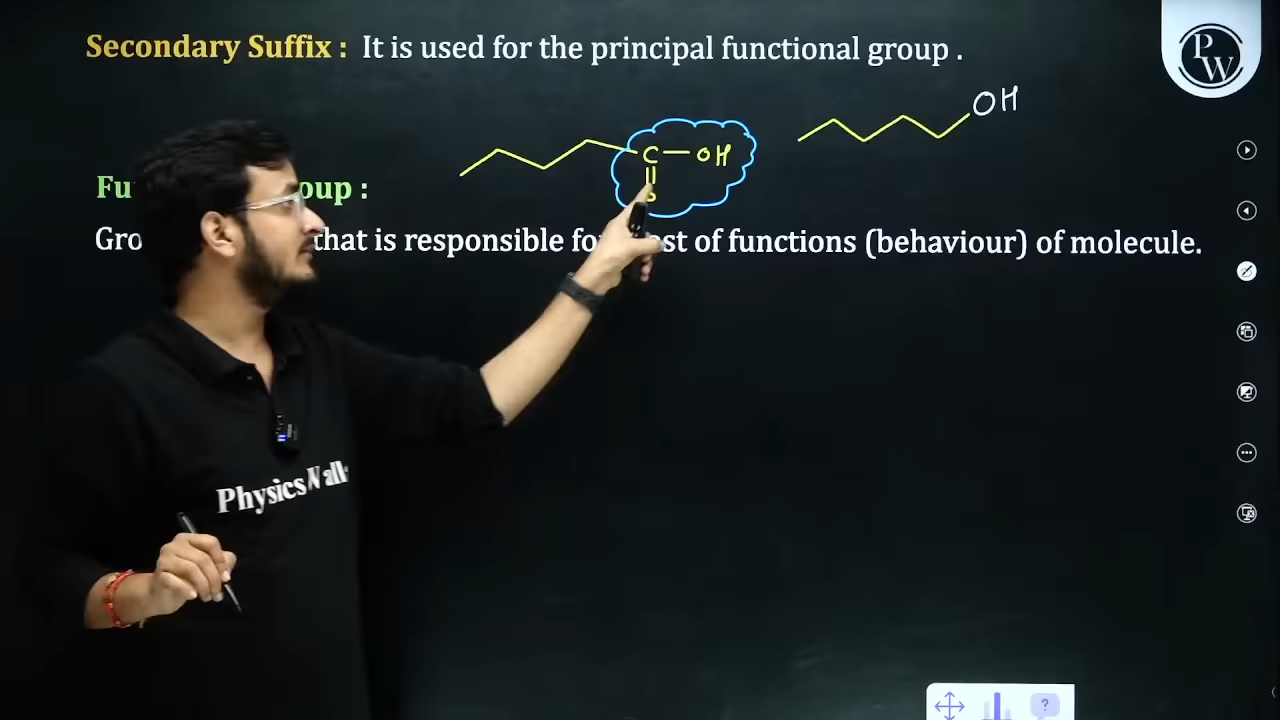 Secondary Suffix : It is used for the principal functional group .
OH
C — OH
Fu oup :
Gro that is responsible fo st of functions (behaviour) of molecule.
PW
Physics Wall
?